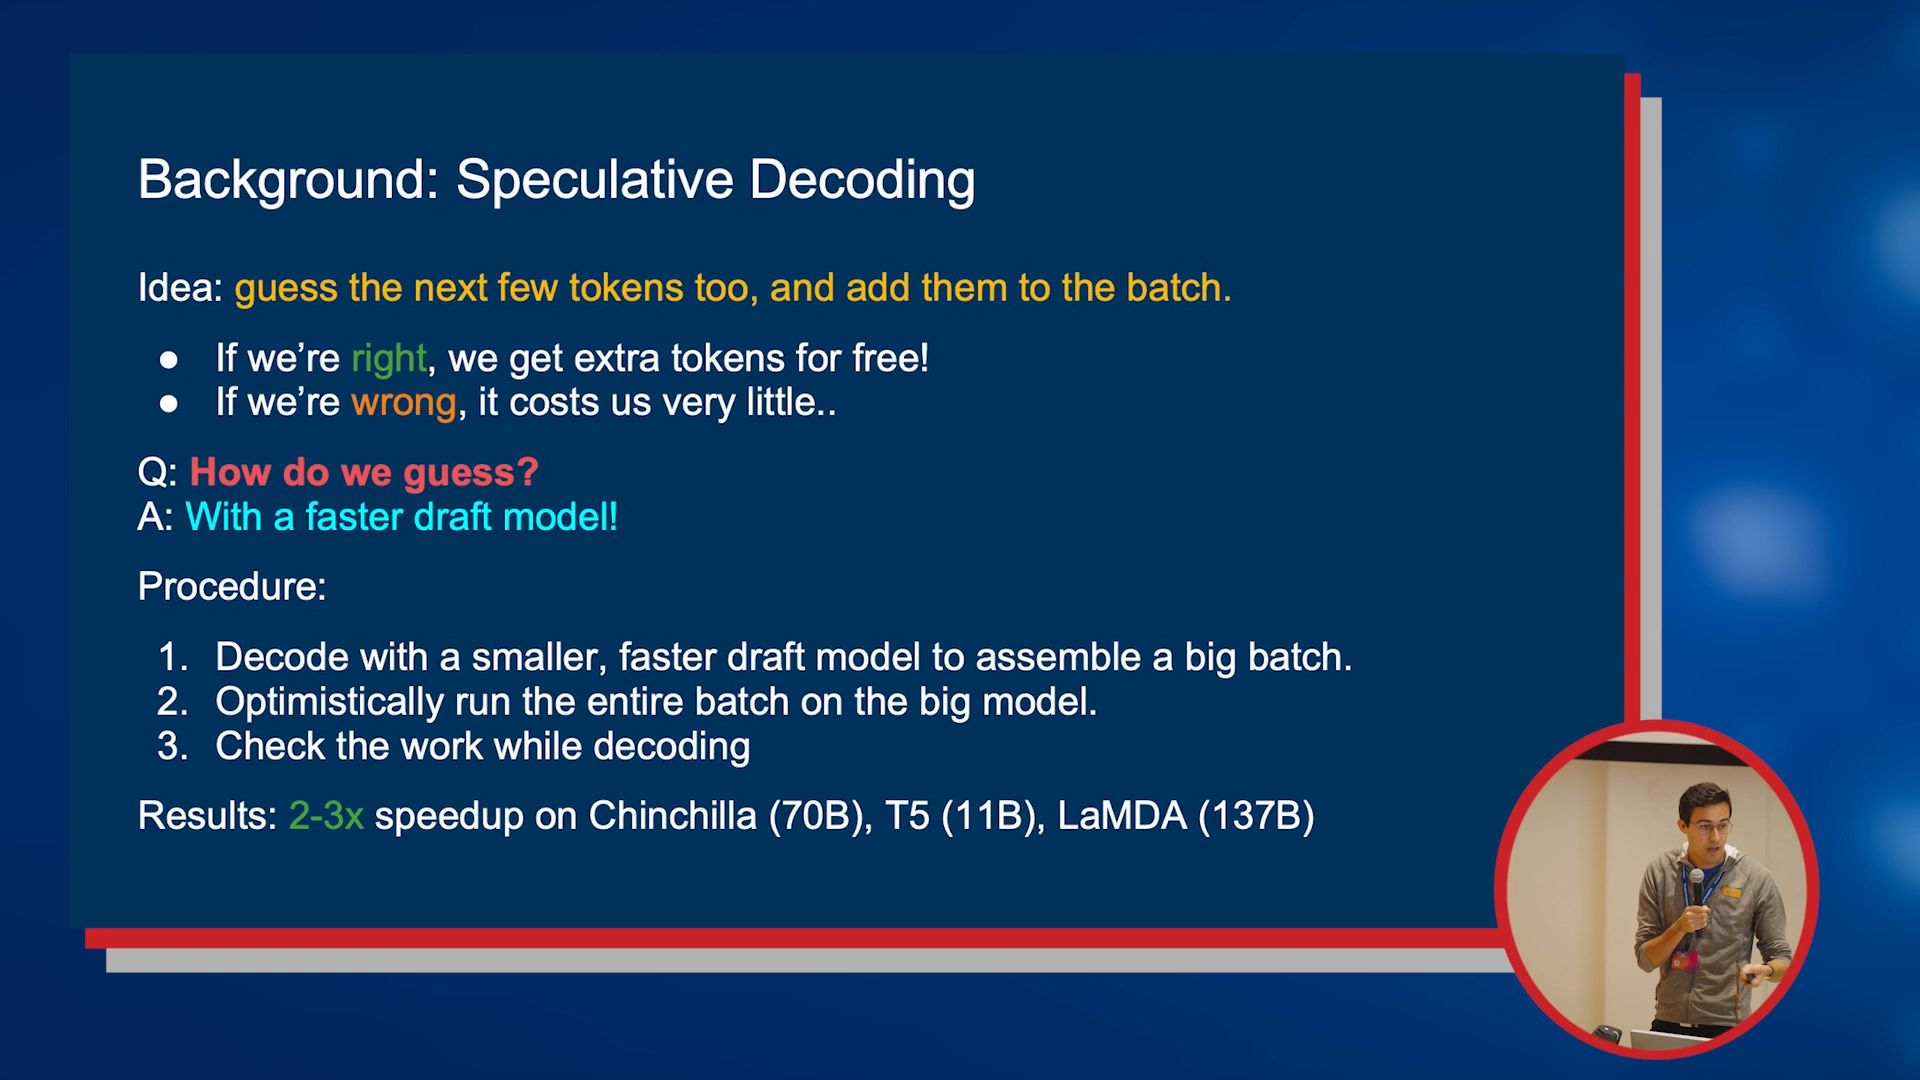 Background: Speculative Decoding
Idea: guess the next few tokens too, and add them to the batch.
● If we’re right, we get extra tokens for free!
● If we’re wrong, it costs us very little..
Q: How do we guess?
A: With a faster draft model!
Procedure:
1. Decode with a smaller, faster draft model to assemble a big batch.
2. Optimistically run the entire batch on the big model.
3. Check the work while decoding
Results: 2-3x speedup on Chinchilla (70B), T5 (11B), LaMDA (137B)